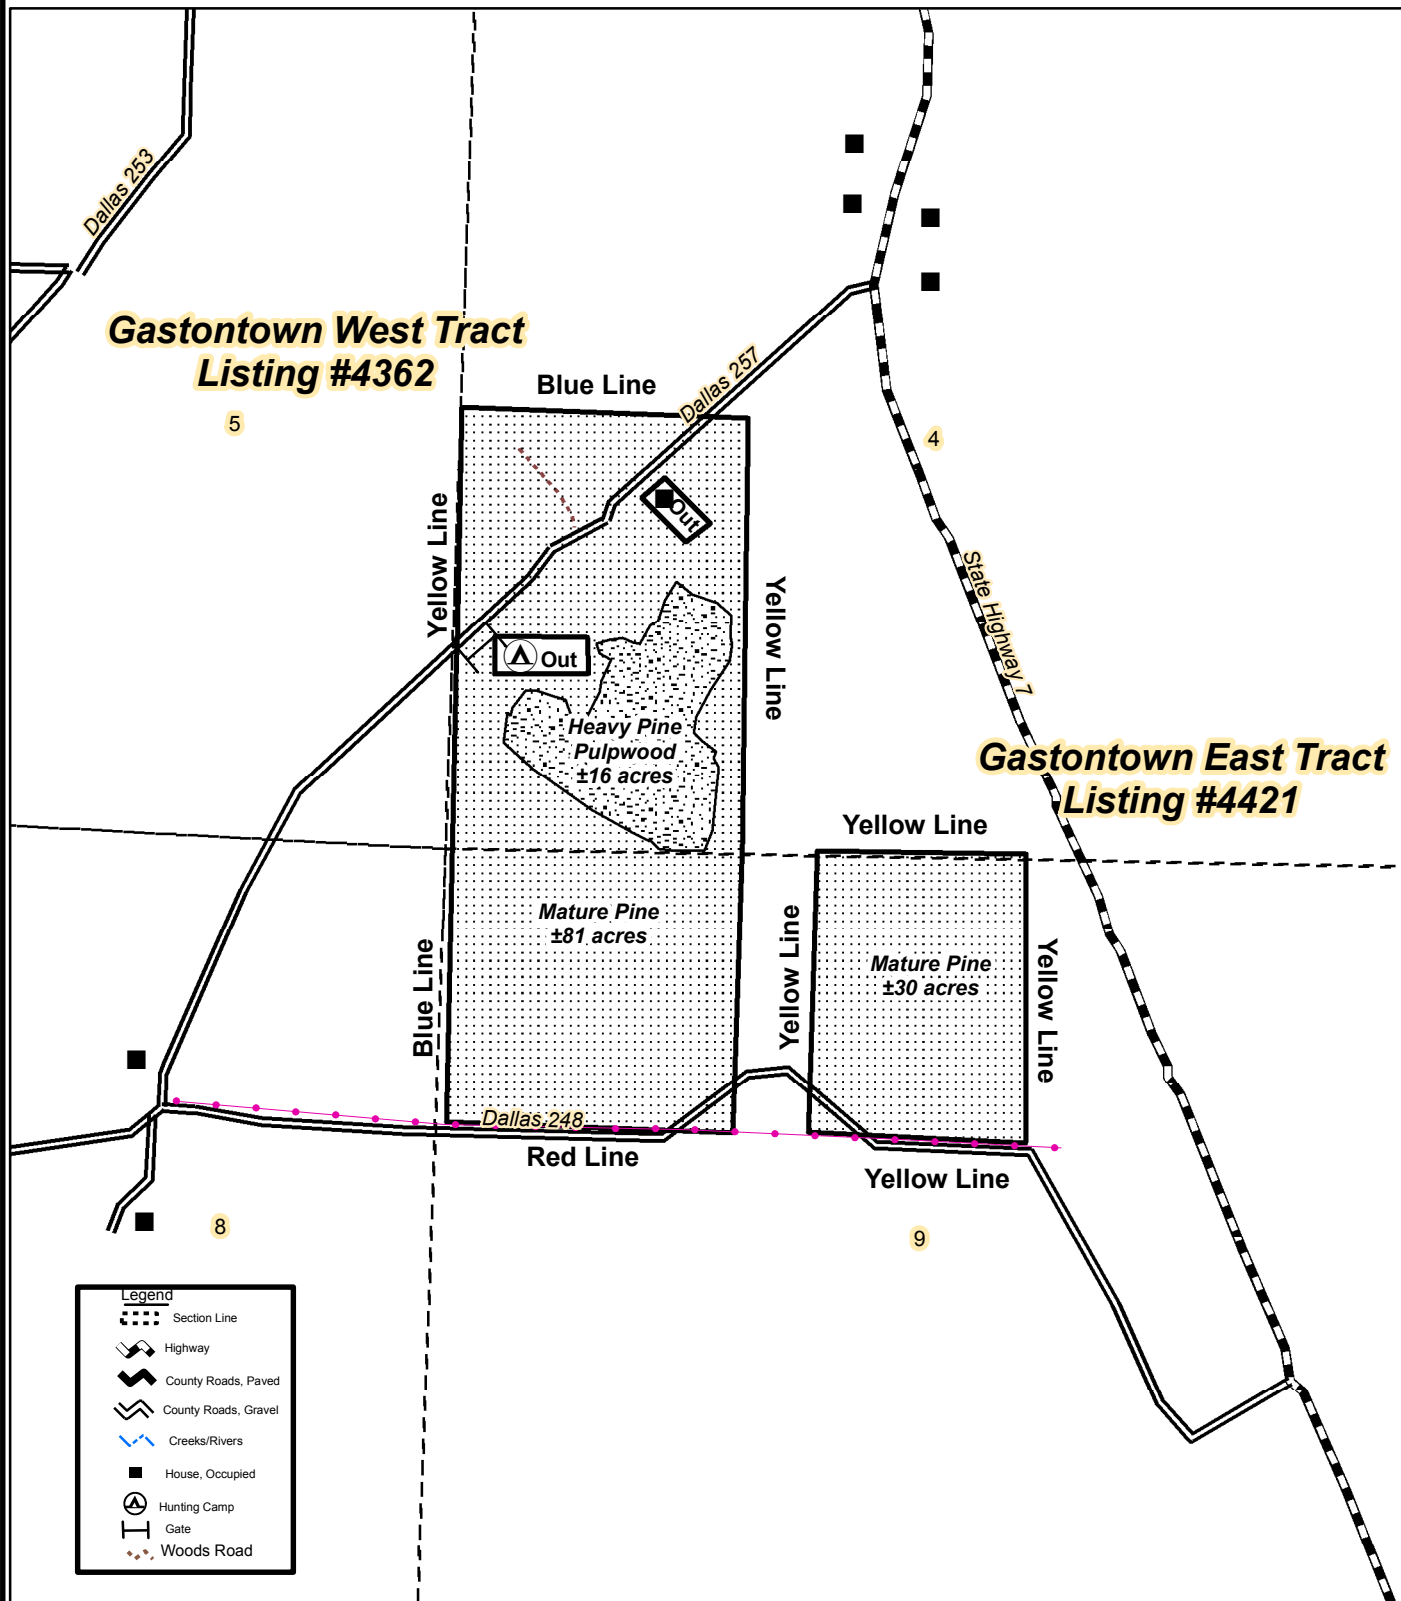 Dallas 253
Gastontown West Tract
Listing #4362
5
Blue Line
Dallas 257
4
Yellow Line
Out
Out
Yellow Line
State Highway 7
Heavy Pine
Pulpwood
±16 acres
Gastontown East Tract
Listing #4421
Yellow Line
Mature Pine
±81 acres
Blue Line
Yellow Line
Mature Pine
±30 acres
Yellow Line
Dallas 248
Red Line
Yellow Line
8
9
Legend
Section Line
Highway
County Roads, Paved
County Roads, Gravel
Creeks/Rivers
House, Occupied
Hunting Camp
Gate
Woods Road